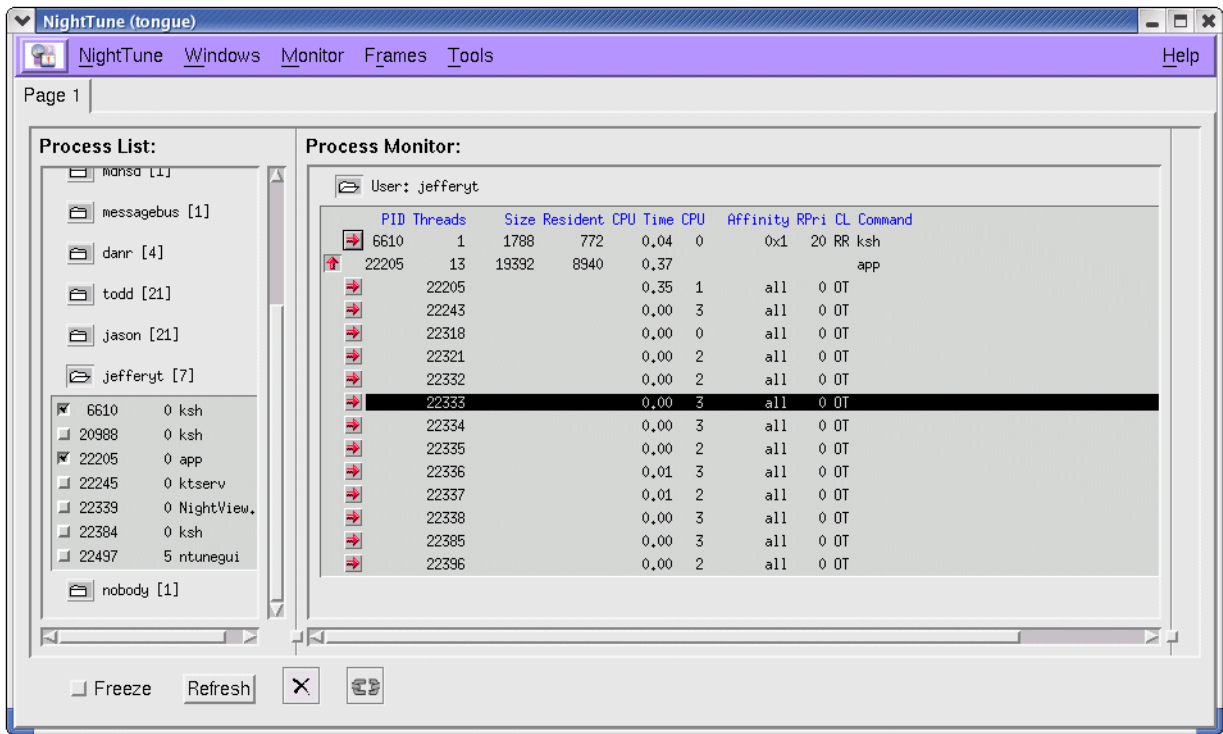 NightTune (tongue)
NightTune Windows Monitor Frames Tools Help
Page 1
Process List:
messagebus [1]
danr [4]
todd [21]
jason [21]
jefferyt [7]
6610 0 ksh
20988 0 ksh
22205 0 app
22245 0 ktserv
22339 0 NightView.
22384 0 ksh
22497 5 ntunegui
nobody [1]
Process Monitor:
User: jefferyt
PID Threads Size Resident CPU Time CPU Affinity RPri CL Command
6610 1 1788 772 0.04 0 0x1 20 RR ksh
22205 13 19392 8940 0.37 app
22205 0.35 1 all 0 OT
22243 0.00 3 all 0 OT
22318 0.00 0 all 0 OT
22321 0.00 2 all 0 OT
22332 0.00 2 all 0 OT
22333 0.00 3 all 0 OT
22334 0.00 3 all 0 OT
22335 0.00 2 all 0 OT
22336 0.01 3 all 0 OT
22337 0.01 2 all 0 OT
22338 0.00 3 all 0 OT
22385 0.00 3 all 0 OT
22396 0.00 2 all 0 OT
Freeze Refresh